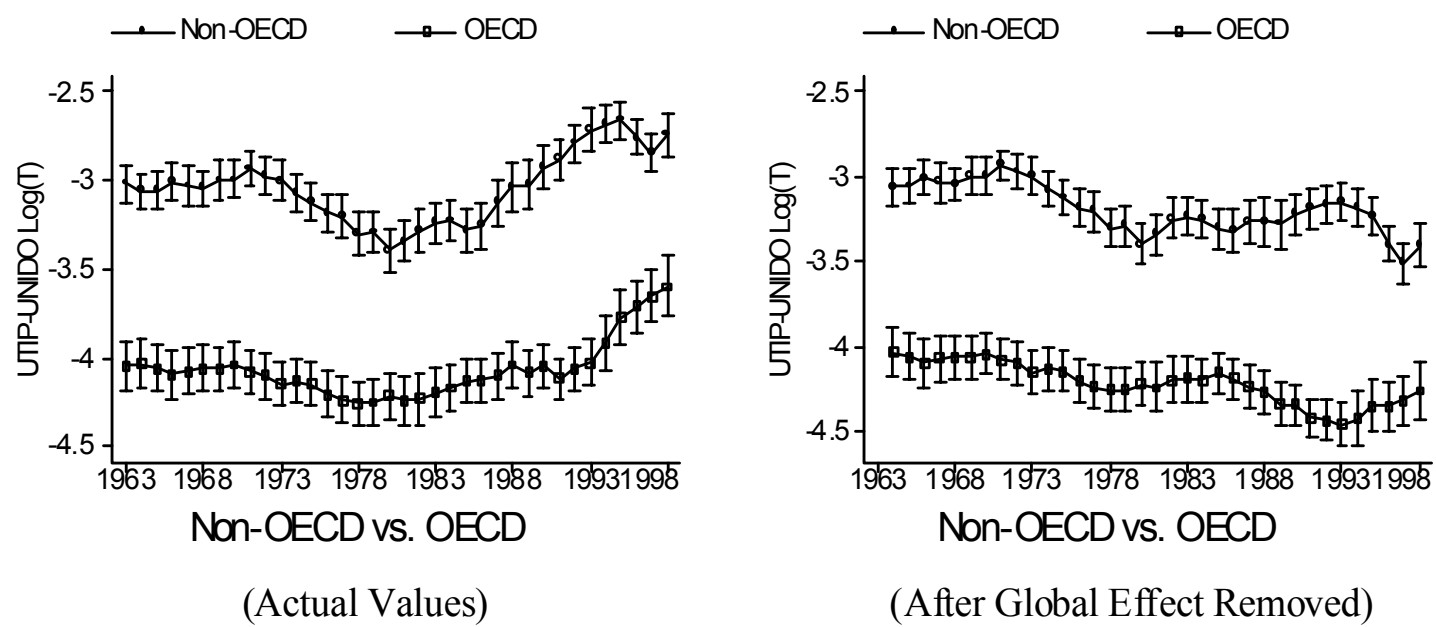 Non-OECD OECD
-2.5
-3
-3.5
-4
-4.5
UTIP-UNIDO Log(T)
1963 1968 1973 1978 1983 1988 1993 1998
Non-OECD vs. OECD
(Actual Values)
Non-OECD OECD
-2.5
-3
-3.5
-4
-4.5
UTIP-UNIDO Log(T)
1963 1968 1973 1978 1983 1988 1993 1998
Non-OECD vs. OECD
(After Global Effect Removed)